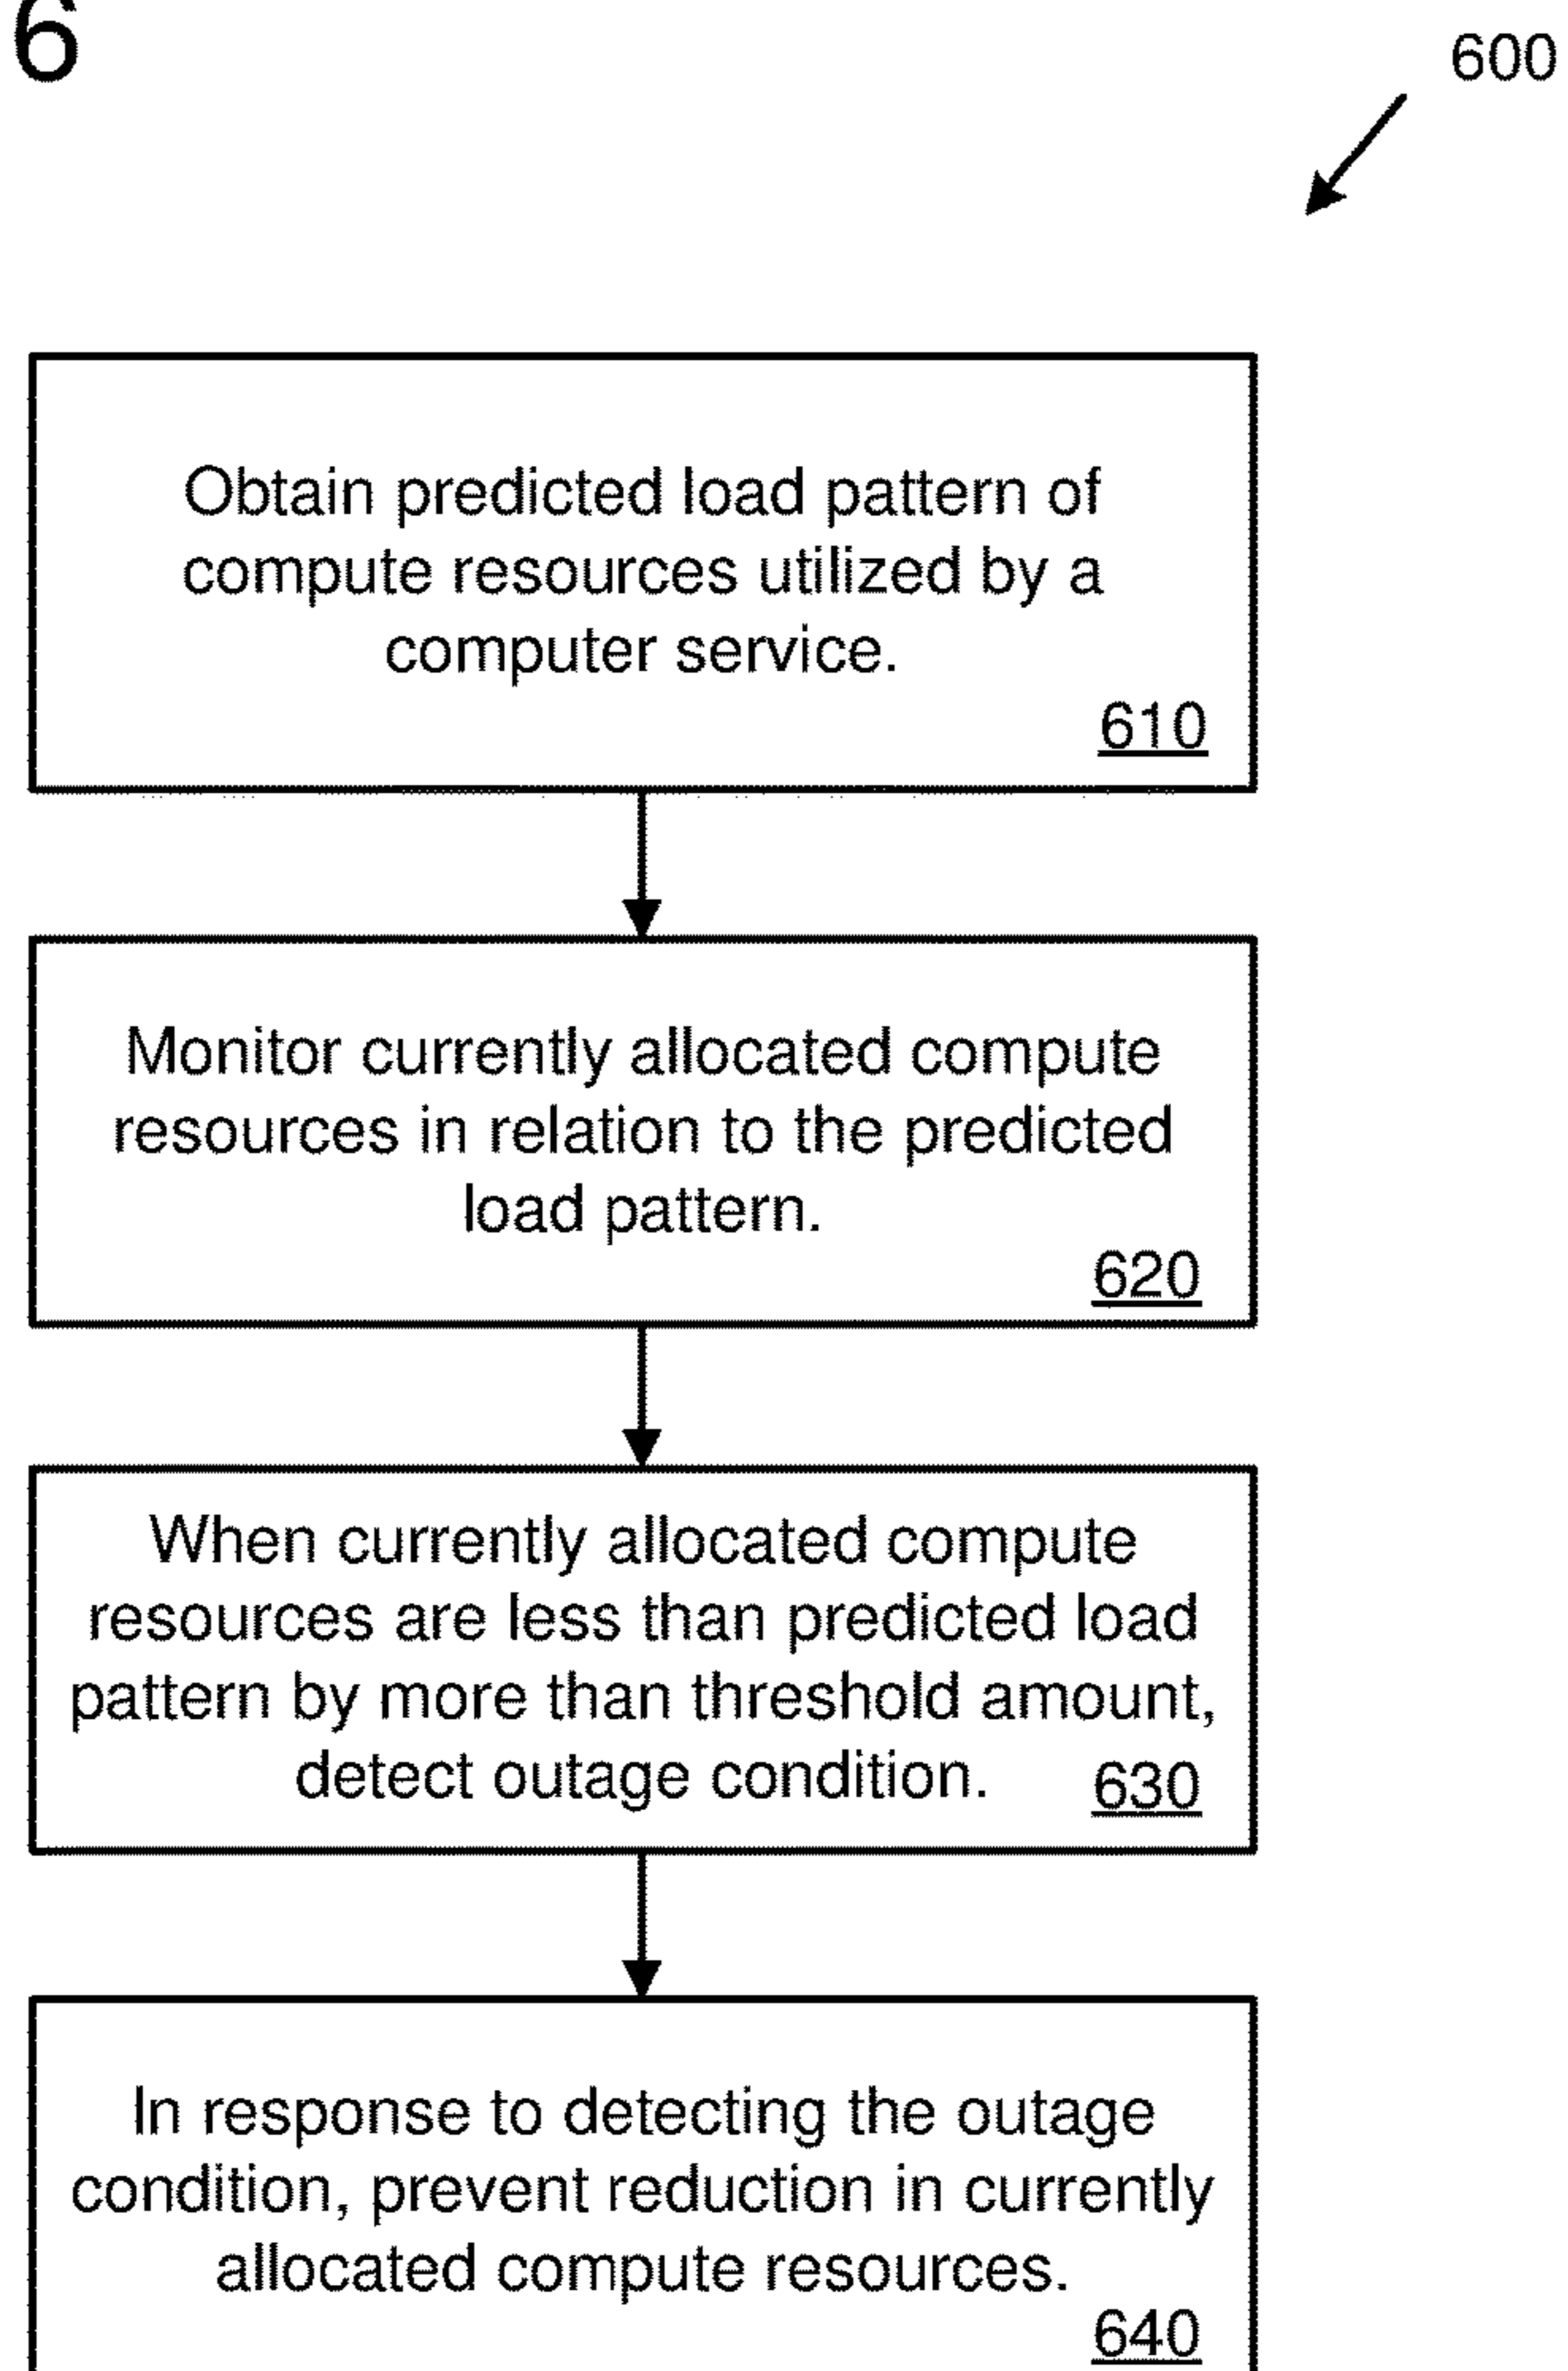 6
600
Obtain predicted load pattern of
compute resources utilized by a
computer service.
610
Monitor currently allocated compute
resources in relation to the predicted
load pattern.
620
When currently allocated compute
resources are less than predicted load
pattern by more than threshold amount,
detect outage condition.
630
In response to detecting the outage
condition, prevent reduction in currently
allocated compute resources.
640